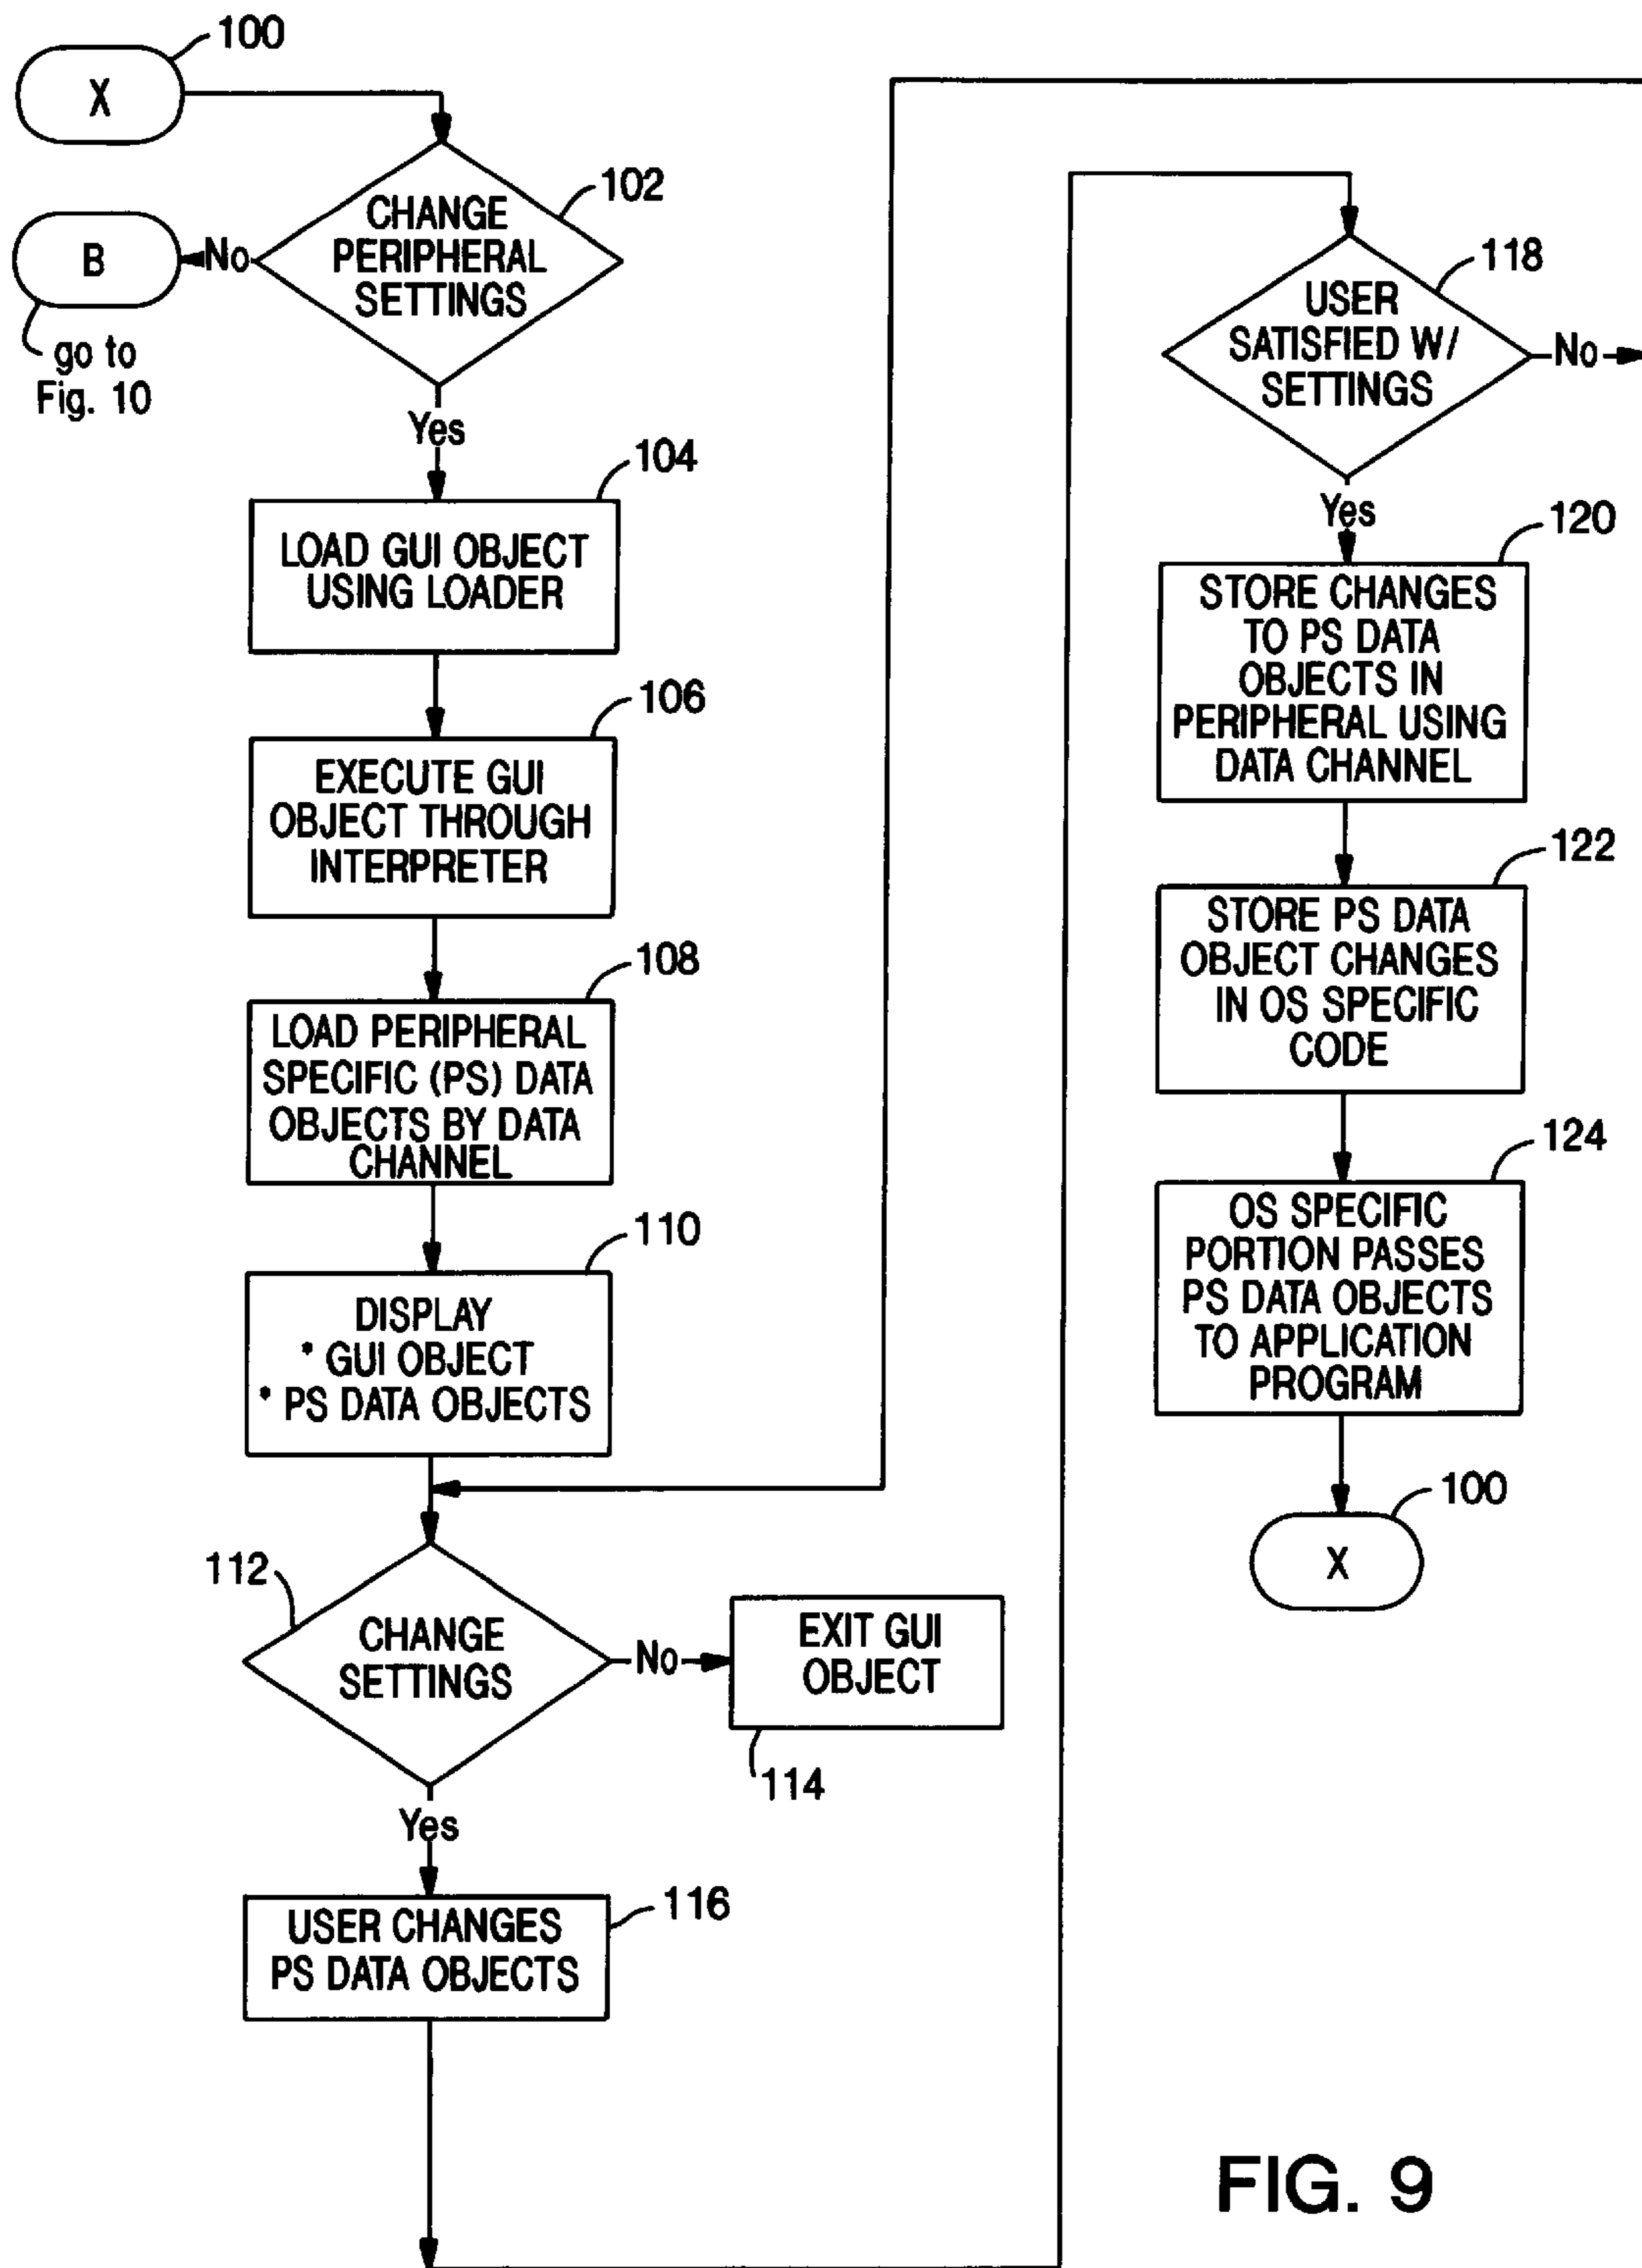 100
X
CHANGE
PERIPHERAL
SETTINGS
102
No
B
go to
Fig. 10
Yes
104
LOAD GUI OBJECT
USING LOADER
106
EXECUTE GUI
OBJECT THROUGH
INTERPRETER
108
LOAD PERIPHERAL
SPECIFIC (PS) DATA
OBJECTS BY DATA
CHANNEL
110
DISPLAY
* GUI OBJECT
* PS DATA OBJECTS
112
CHANGE
SETTINGS
No
EXIT GUI
OBJECT
114
Yes
116
USER CHANGES
PS DATA OBJECTS
118
USER
SATISFIED W/
SETTINGS
No
Yes
120
STORE CHANGES
TO PS DATA
OBJECTS IN
PERIPHERAL USING
DATA CHANNEL
122
STORE PS DATA
OBJECT CHANGES
IN OS SPECIFIC
CODE
124
OS SPECIFIC
PORTION PASSES
PS DATA OBJECTS
TO APPLICATION
PROGRAM
100
X
FIG. 9